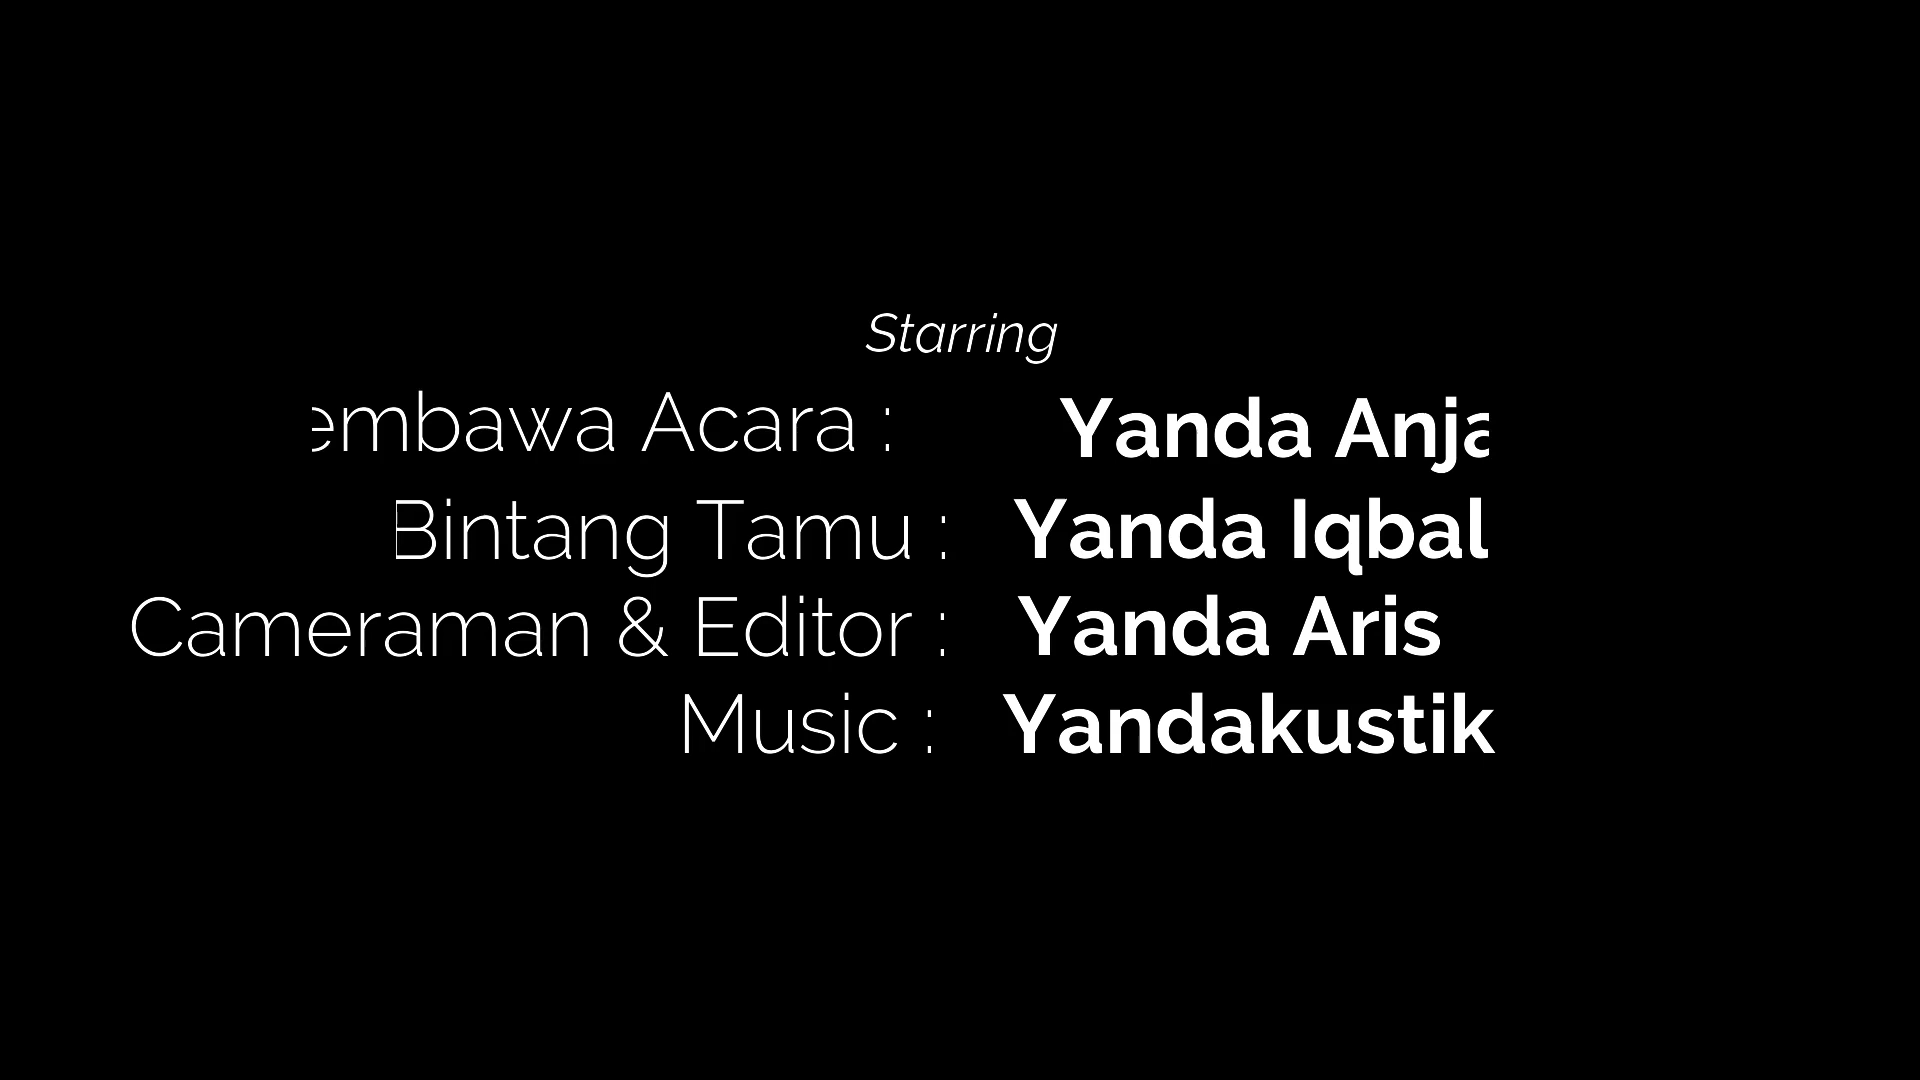 Starring
embawa Acara : Yanda Anja
Bintang Tamu : Yanda Iqbal
Cameraman & Editor : Yanda Aris
Music : Yandakustik